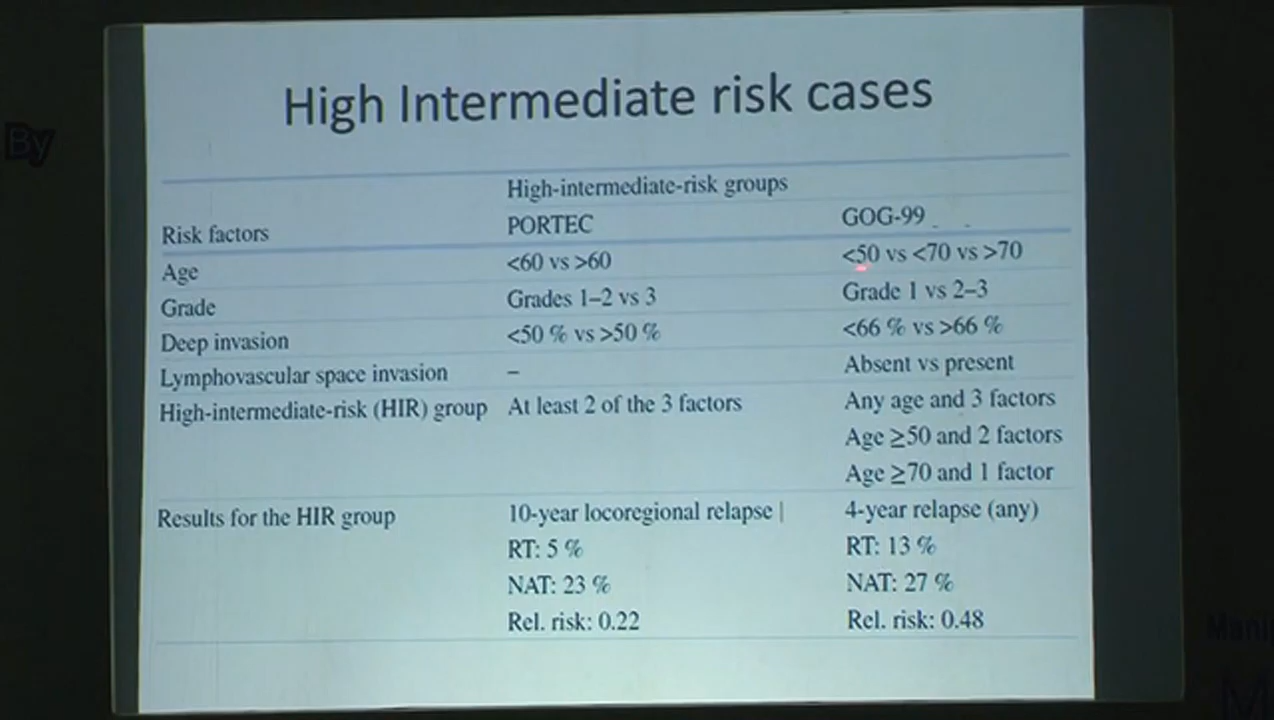 By
High Intermediate risk cases
High-intermediate-risk groups
Risk factors PORTEC GOG-99
Age <60 vs >60 <50 vs <70 vs >70
Grade Grades 1–2 vs 3 Grade 1 vs 2–3
Deep invasion <50 % vs >50 % <66 % vs >66 %
Lymphovascular space invasion – Absent vs present
High-intermediate-risk (HIR) group At least 2 of the 3 factors Any age and 3 factors
Age ≥50 and 2 factors
Age ≥70 and 1 factor
Results for the HIR group 10-year locoregional relapse | 4-year relapse (any)
RT: 5 % RT: 13 %
NAT: 23 % NAT: 27 %
Rel. risk: 0.22 Rel. risk: 0.48